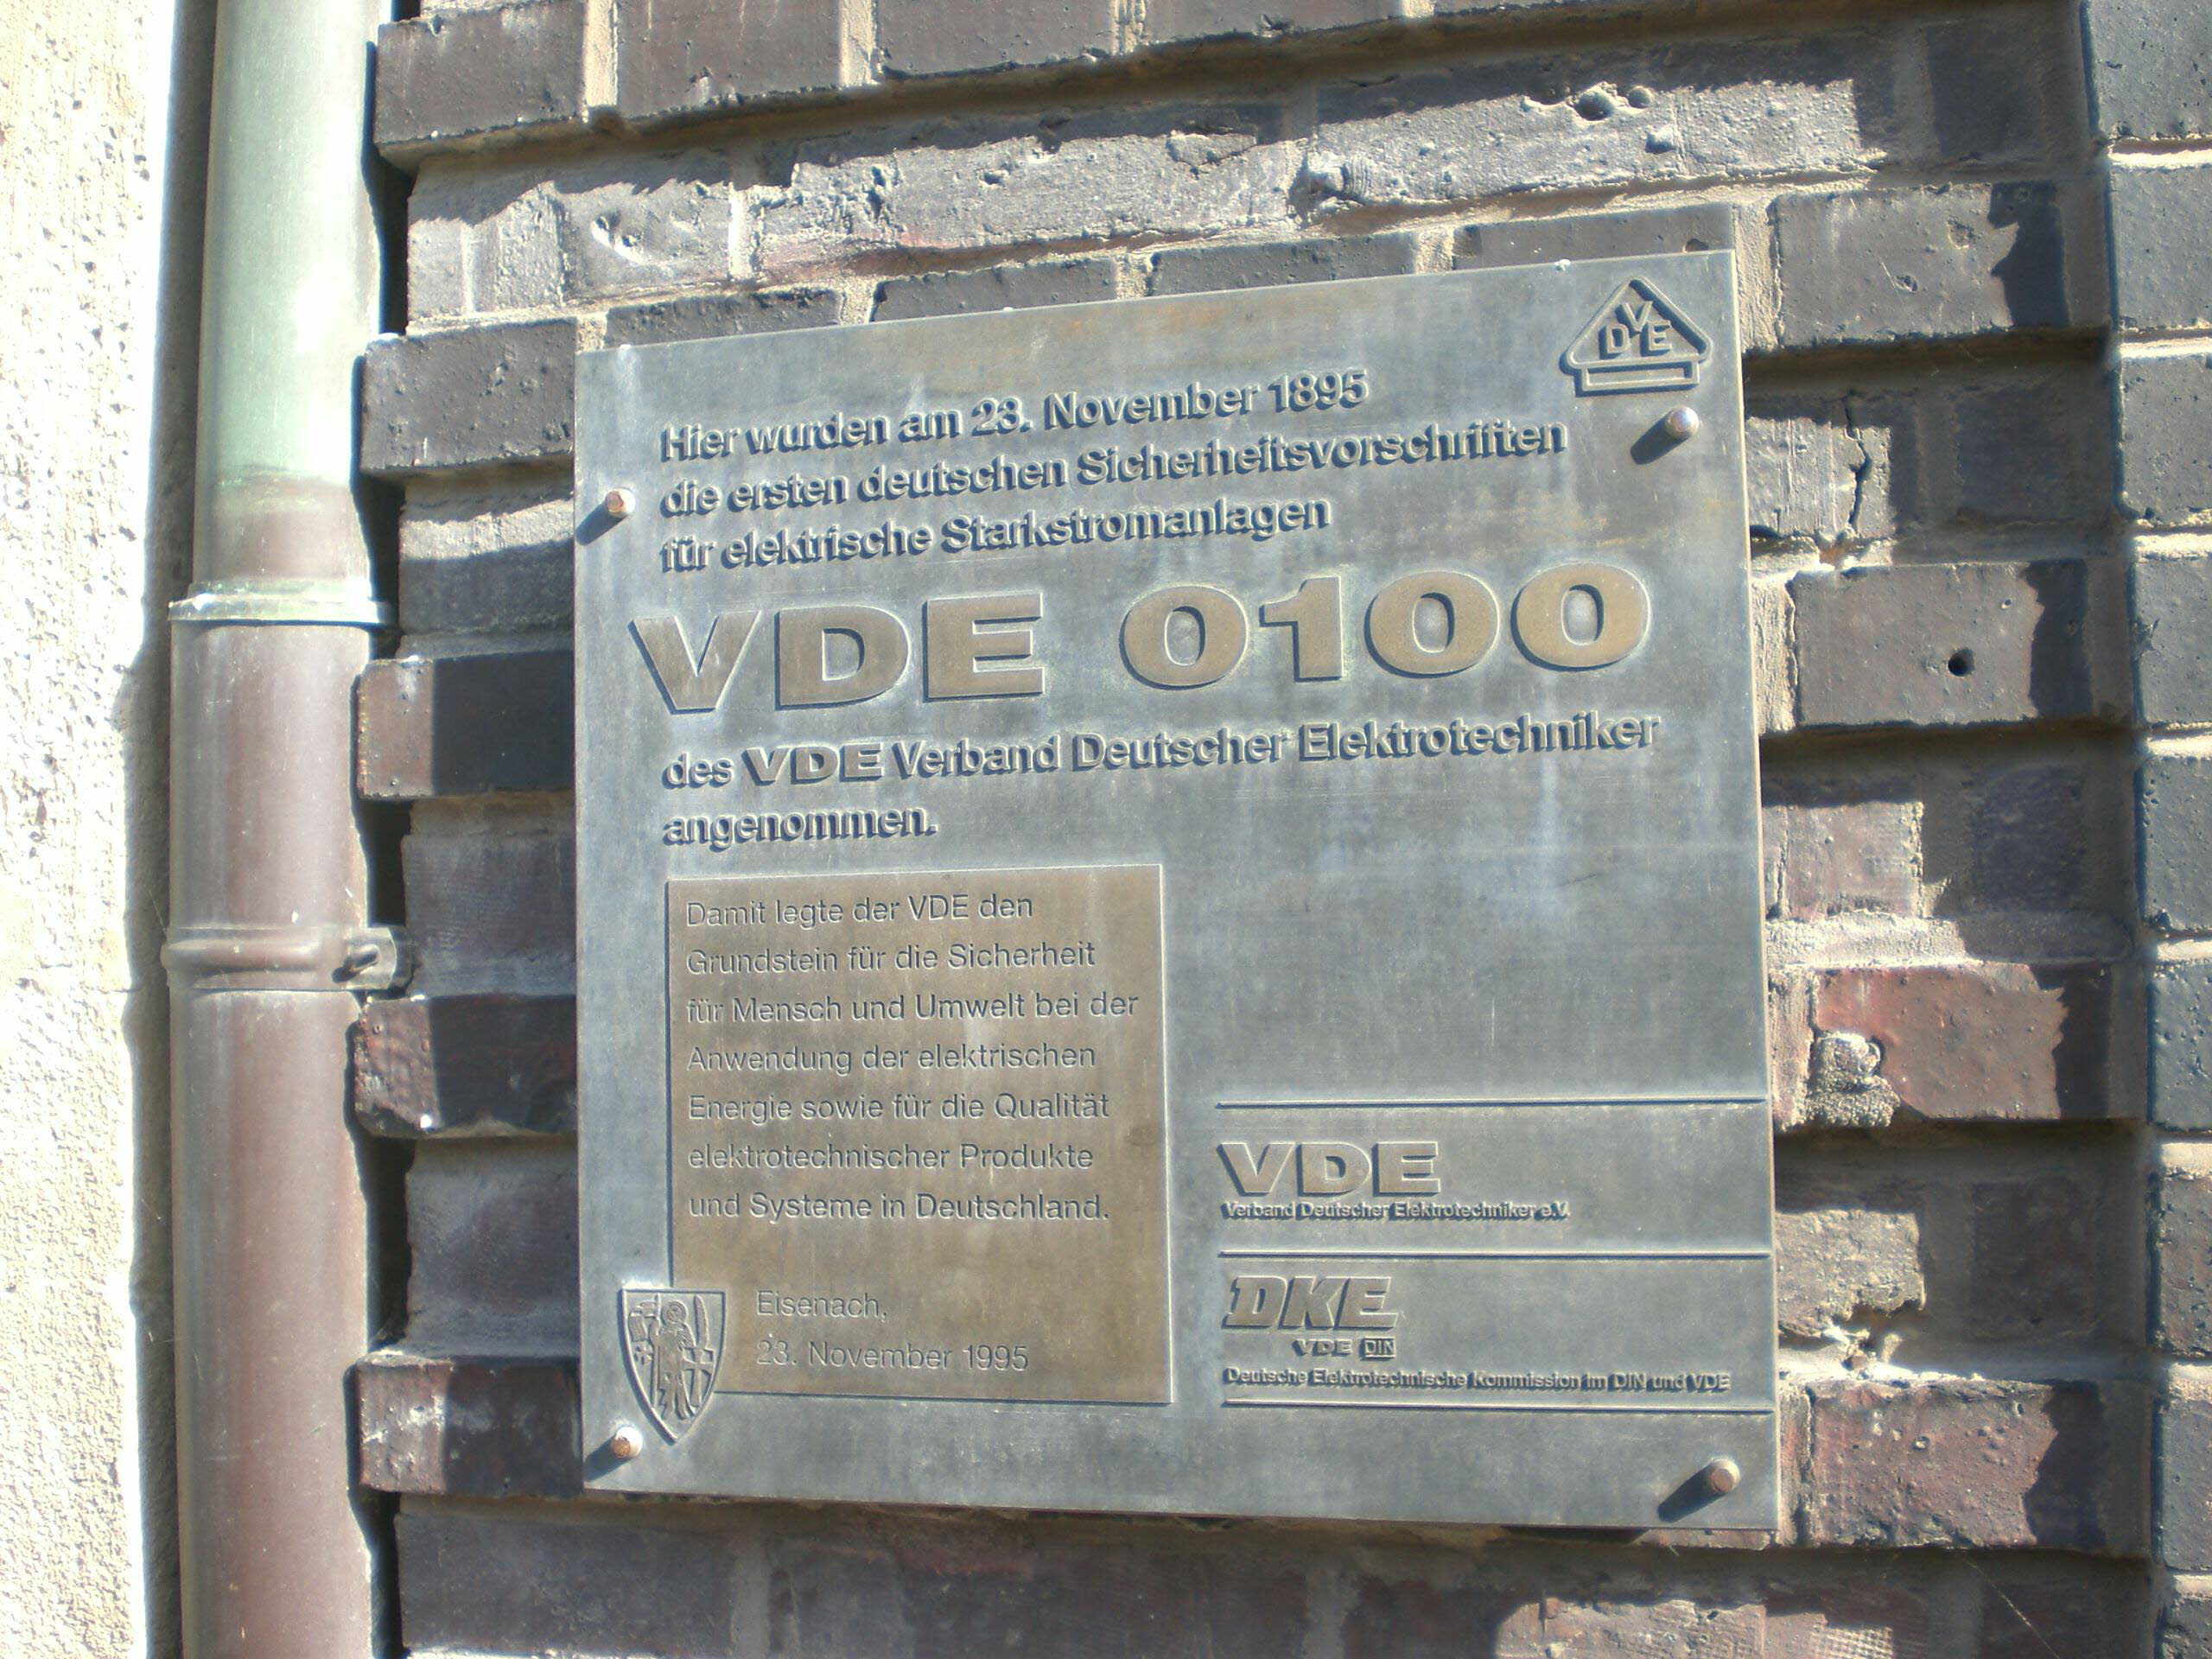 VDE
Hier wurden am 23. November 1895
die ersten deutschen Sicherheitsvorschriften
für elektrische Starkstromanlagen
VDE 0100
des VDE Verband Deutscher Elektrotechniker
angenommen.
Damit legte der VDE den
Grundstein für die Sicherheit
für Mensch und Umwelt bei der
Anwendung der elektrischen
Energie sowie für die Qualität
elektrotechnischer Produkte
und Systeme in Deutschland.
Eisenach,
23. November 1995
VDE
Verband Deutscher Elektrotechniker e.V.
DKE
VDE DIN
Deutsche Elektrotechnische Kommission im DIN und VDE